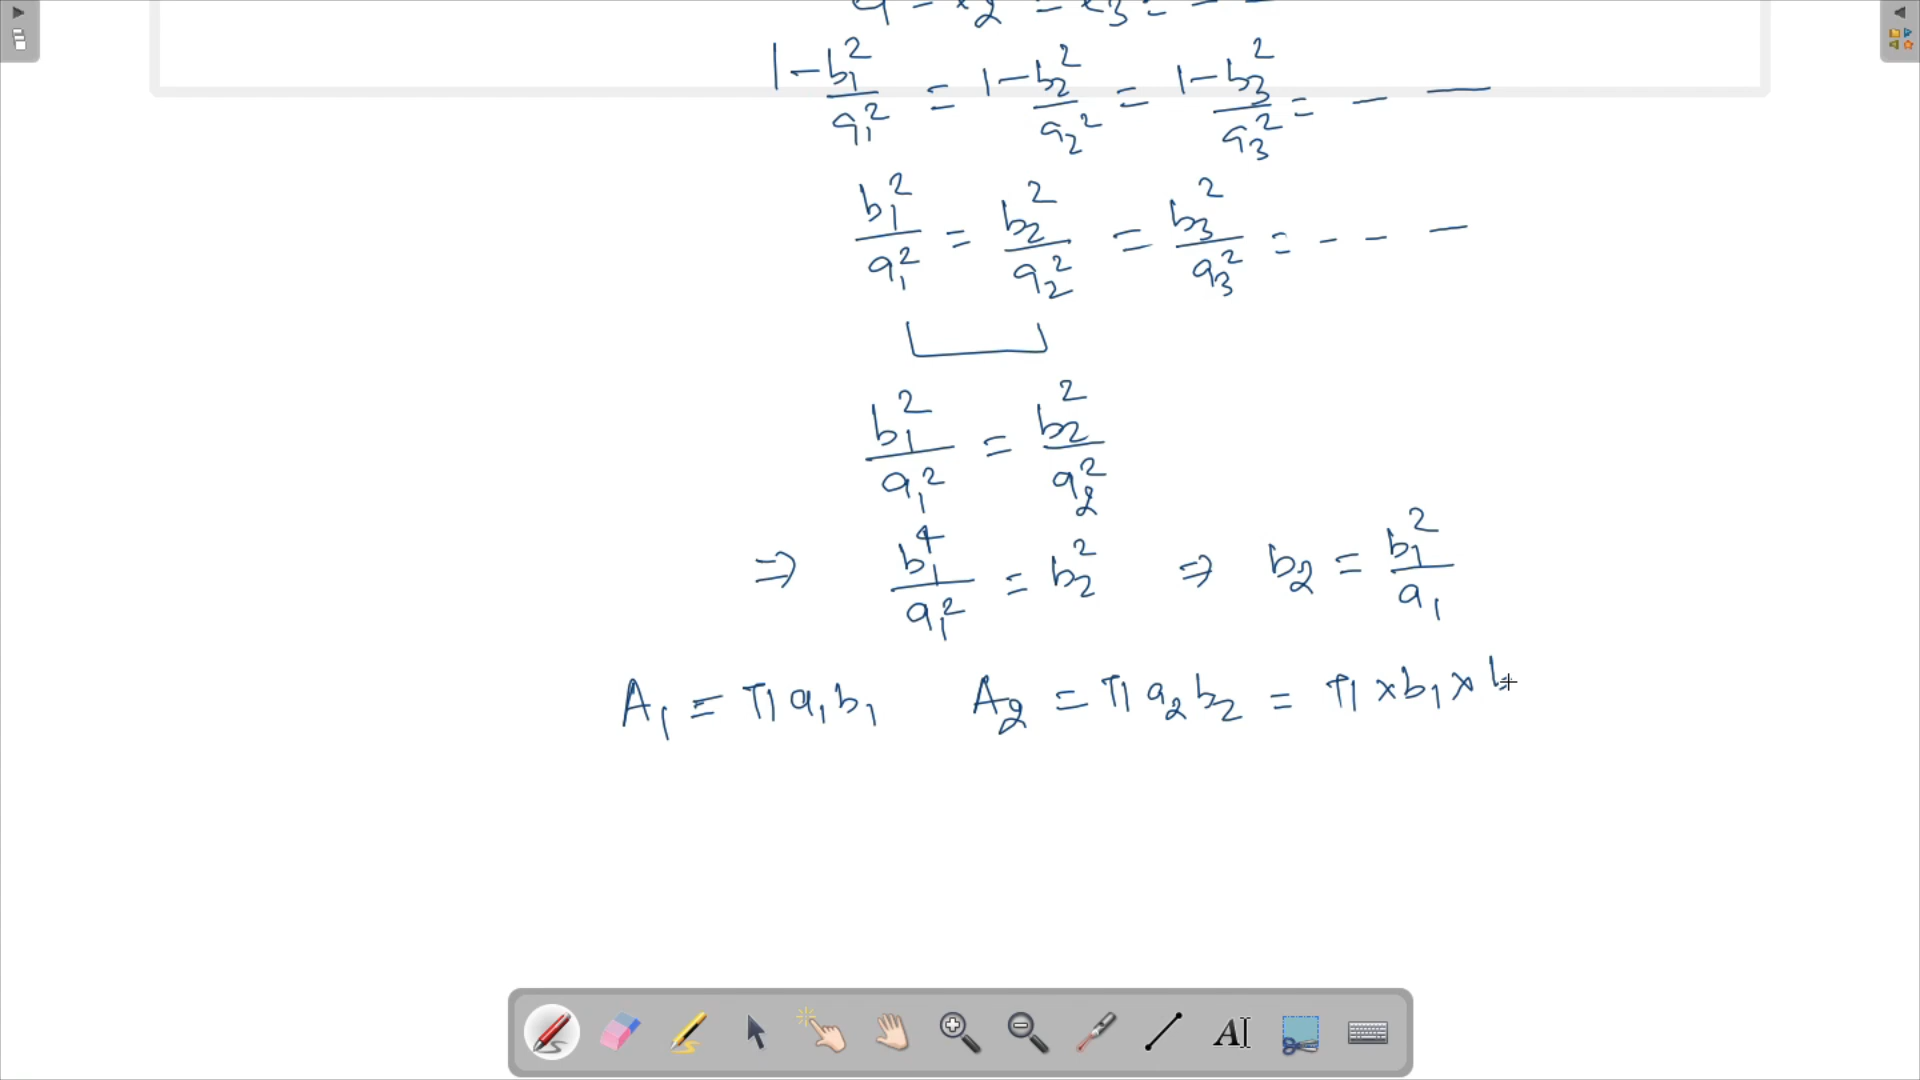 1 - b₁²/a₁² = 1 - b₂²/a₂² = 1 - b₃²/a₃² = - —
b₁²/a₁² = b₂²/a₂² = b₃²/a₃² = - - —
b₁²/a₁² = b₂²/a₂²
⇒ b₁⁴/a₁² = b₂² ⇒ b₂ = b₁²/a₁
A₁ = π a₁ b₁ A₂ = π a₂ b₂ = π × b₁ ×
AI